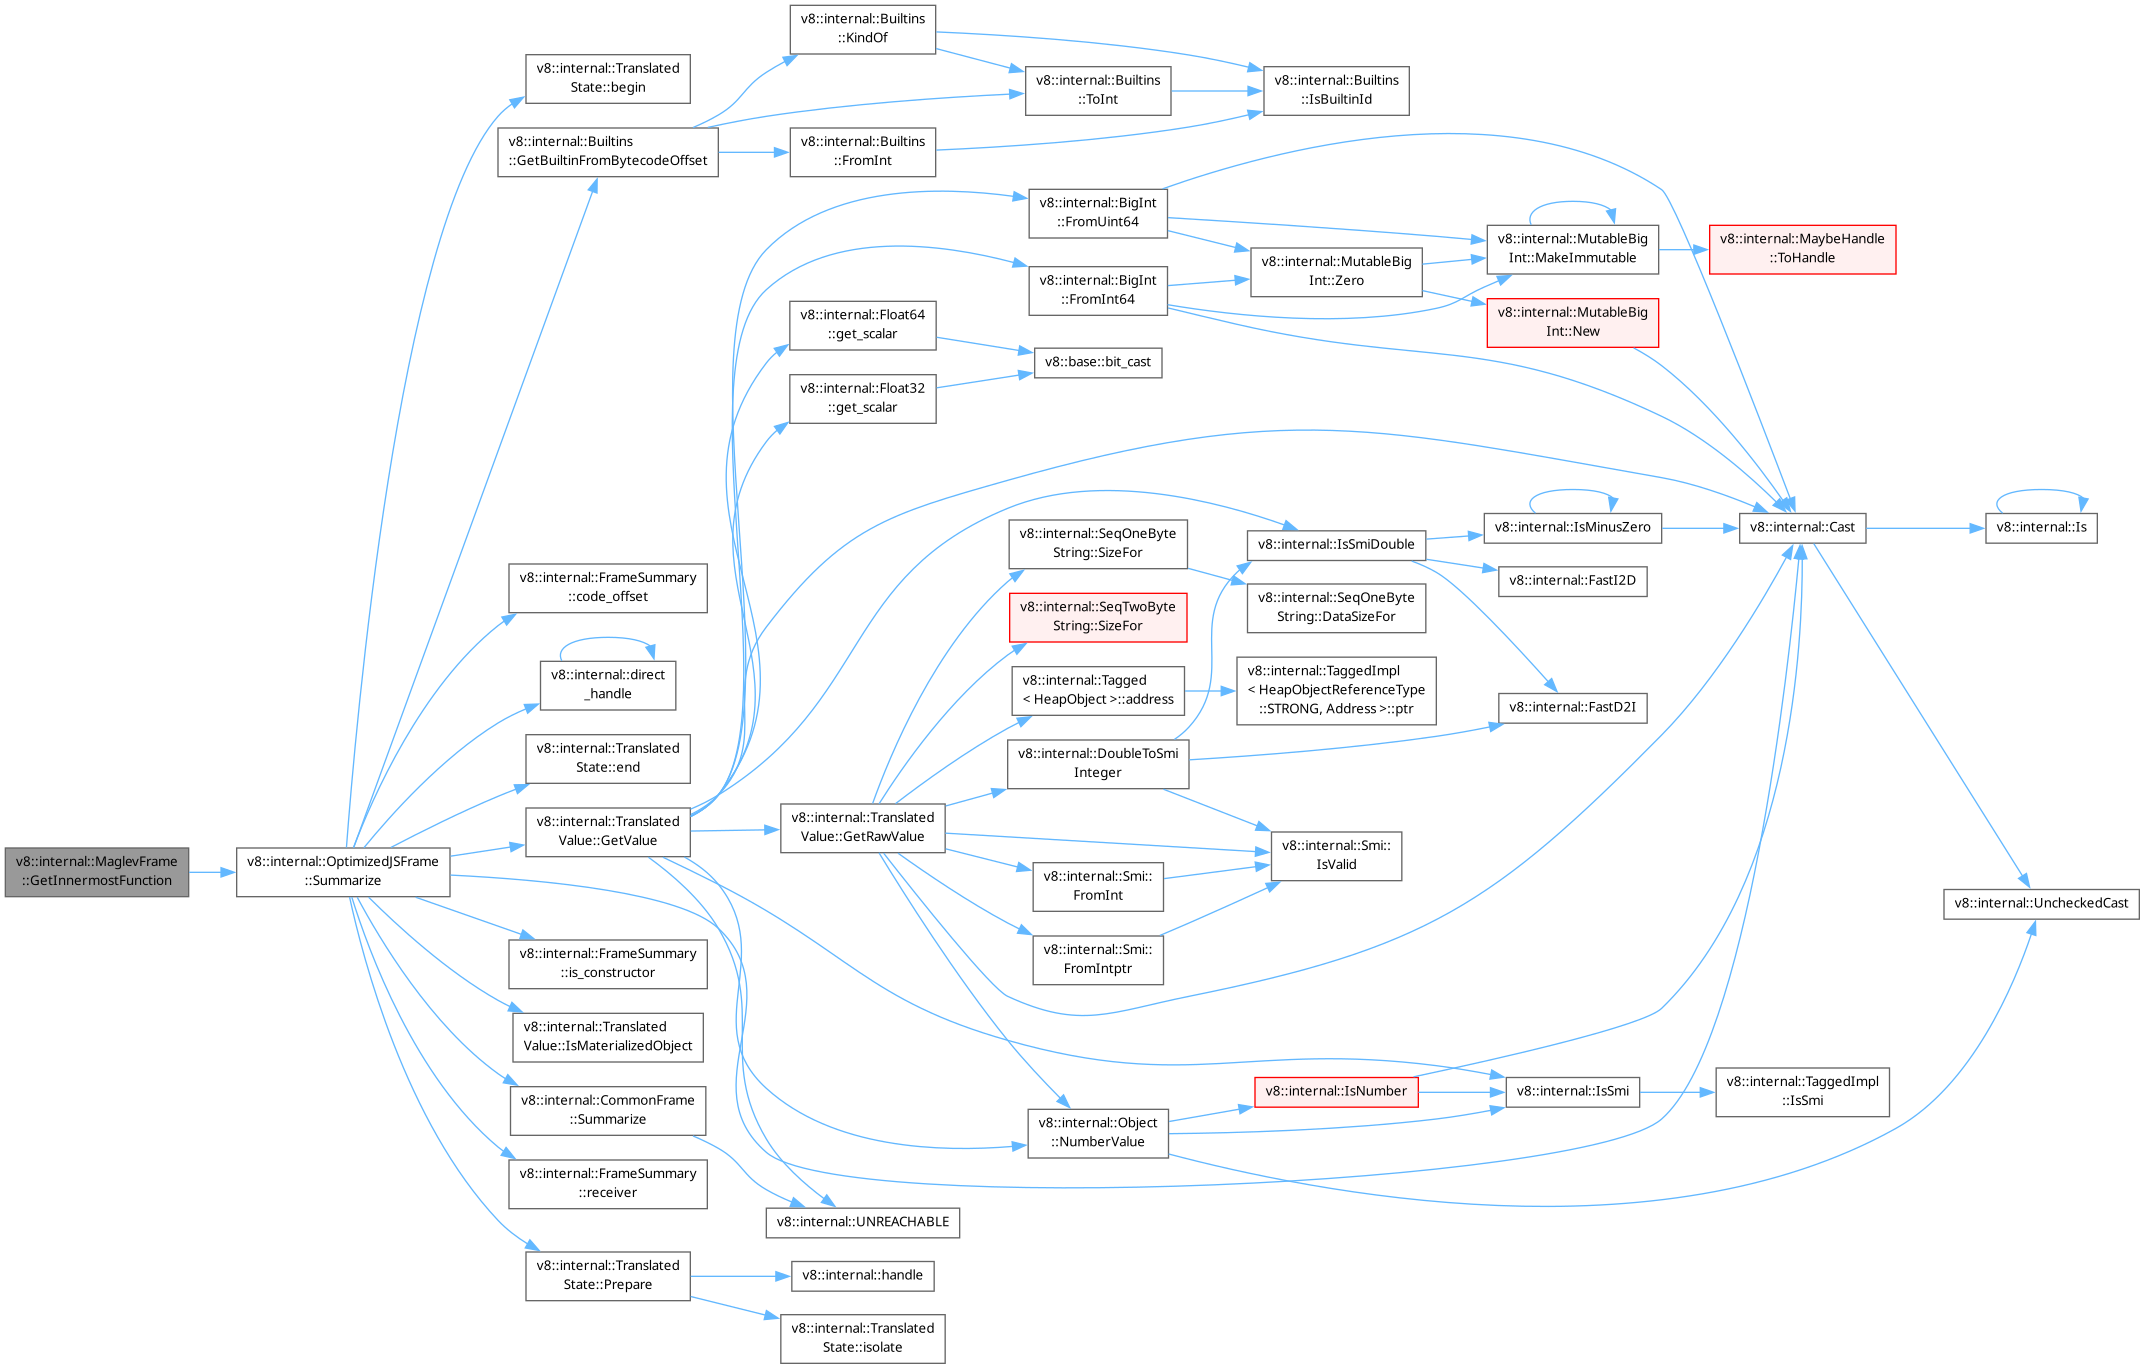 v8::internal::MaglevFrame
::GetInnermostFunction
v8::internal::OptimizedJSFrame
::Summarize
v8::internal::Translated
State::begin
v8::internal::Builtins
::GetBuiltinFromBytecodeOffset
v8::internal::FrameSummary
::code_offset
v8::internal::direct
_handle
v8::internal::Translated
State::end
v8::internal::Translated
Value::GetValue
v8::internal::FrameSummary
::is_constructor
v8::internal::Translated
Value::IsMaterializedObject
v8::internal::CommonFrame
::Summarize
v8::internal::FrameSummary
::receiver
v8::internal::Translated
State::Prepare
v8::internal::Builtins
::KindOf
v8::internal::Builtins
::FromInt
v8::internal::Float64
::get_scalar
v8::internal::Float32
::get_scalar
v8::internal::Translated
Value::GetRawValue
v8::internal::UNREACHABLE
v8::internal::handle
v8::internal::Translated
State::isolate
v8::internal::Builtins
::ToInt
v8::internal::BigInt
::FromUint64
v8::internal::BigInt
::FromInt64
v8::base::bit_cast
v8::internal::SeqOneByte
String::SizeFor
v8::internal::SeqTwoByte
String::SizeFor
v8::internal::Tagged
< HeapObject >::address
v8::internal::DoubleToSmi
Integer
v8::internal::Smi::
FromInt
v8::internal::Smi::
FromIntptr
v8::internal::Object
::NumberValue
v8::internal::Builtins
::IsBuiltinId
v8::internal::MutableBig
Int::Zero
v8::internal::IsSmiDouble
v8::internal::SeqOneByte
String::DataSizeFor
v8::internal::TaggedImpl
< HeapObjectReferenceType
::STRONG, Address >::ptr
v8::internal::Smi::
IsValid
v8::internal::IsNumber
v8::internal::MutableBig
Int::MakeImmutable
v8::internal::MutableBig
Int::New
v8::internal::IsMinusZero
v8::internal::FastI2D
v8::internal::FastD2I
v8::internal::IsSmi
v8::internal::MaybeHandle
::ToHandle
v8::internal::Cast
v8::internal::TaggedImpl
::IsSmi
v8::internal::Is
v8::internal::UncheckedCast